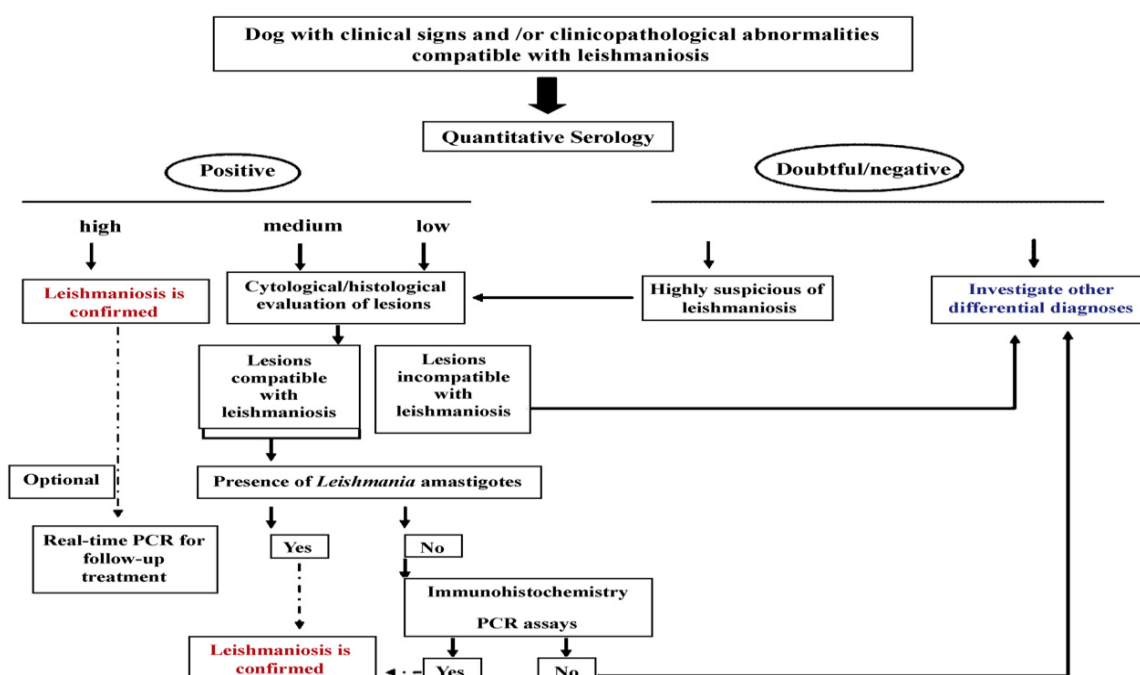 Dog with clinical signs and /or clinicopathological abnormalities
compatible with leishmaniosis
Quantitative Serology
Positive
Doubtful/negative
high
medium
low
Leishmaniosis is
confirmed
Cytological/histological
evaluation of lesions
Highly suspicious of
leishmaniosis
Investigate other
differential diagnoses
Lesions
compatible
with
leishmaniosis
Lesions
incompatible
with
leishmaniosis
Optional
Presence of Leishmania amastigotes
Real-time PCR for
follow-up
treatment
Yes
No
Immunohistochemistry
PCR assays
Leishmaniosis is
confirmed
Yes
No